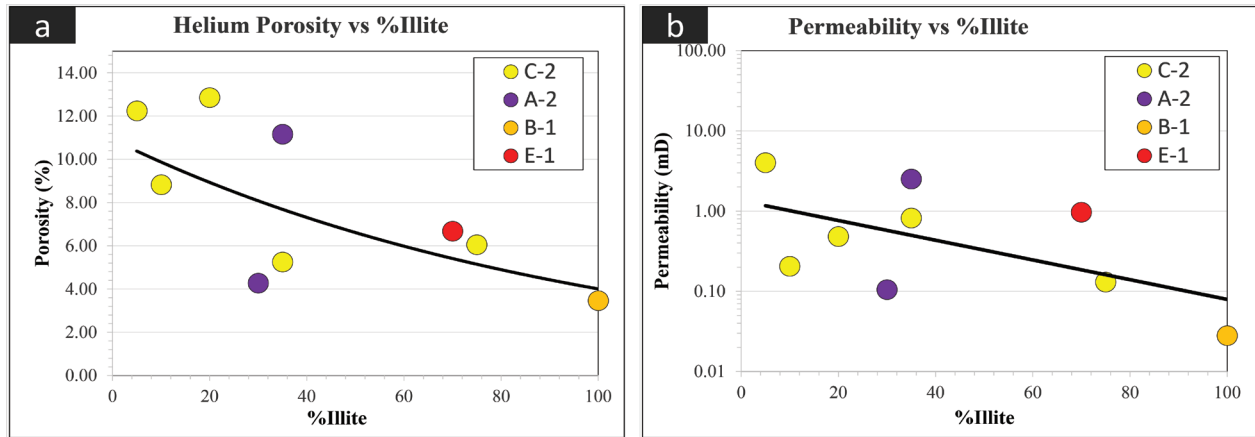 a
Helium Porosity vs %Illite
14.00
12.00
10.00
8.00
6.00
4.00
2.00
0.00
Porosity (%)
0 20 40 60 80 100
%Illite
C-2
A-2
B-1
E-1
b
Permeability vs %Illite
100.00
10.00
1.00
0.10
0.01
Permeability (mD)
0 20 40 60 80 100
%Illite
C-2
A-2
B-1
E-1